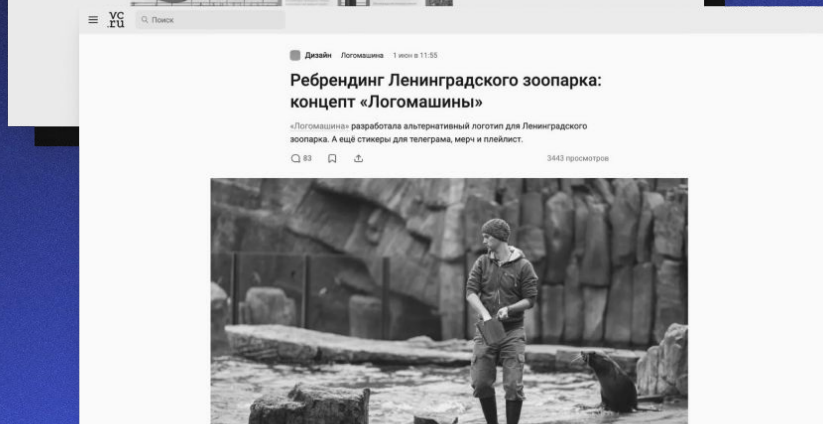 vc
.ru
Поиск
Дизайн Логомашина 1 июн в 11:55
Ребрендинг Ленинградского зоопарка:
концепт «Логомашины»
«Логомашина» разработала альтернативный логотип для Ленинградского
зоопарка. А ещё стикеры для телеграма, мерч и плейлист.
83 3443 просмотров